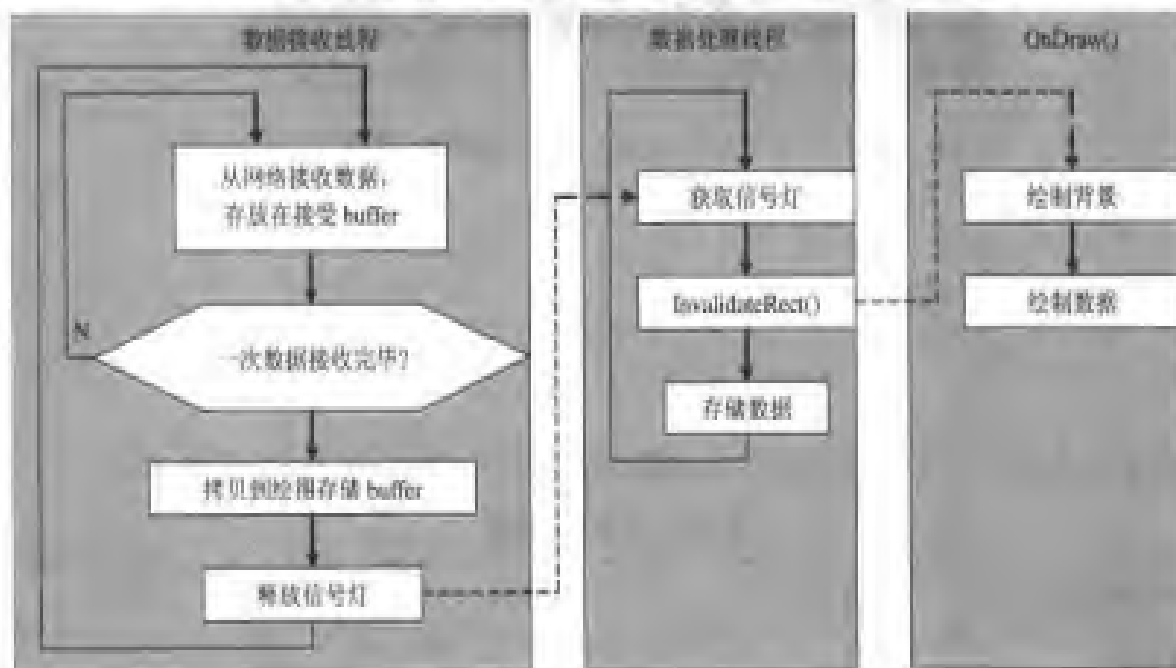 数据接收线程
从网络接收数据，
存放在接受 buffer
N
一次数据接收完毕?
拷贝到绘图存储 buffer
释放信号灯
数据处理线程
获取信号灯
InvalidateRect()
存储数据
OnDraw()
绘制背景
绘制数据